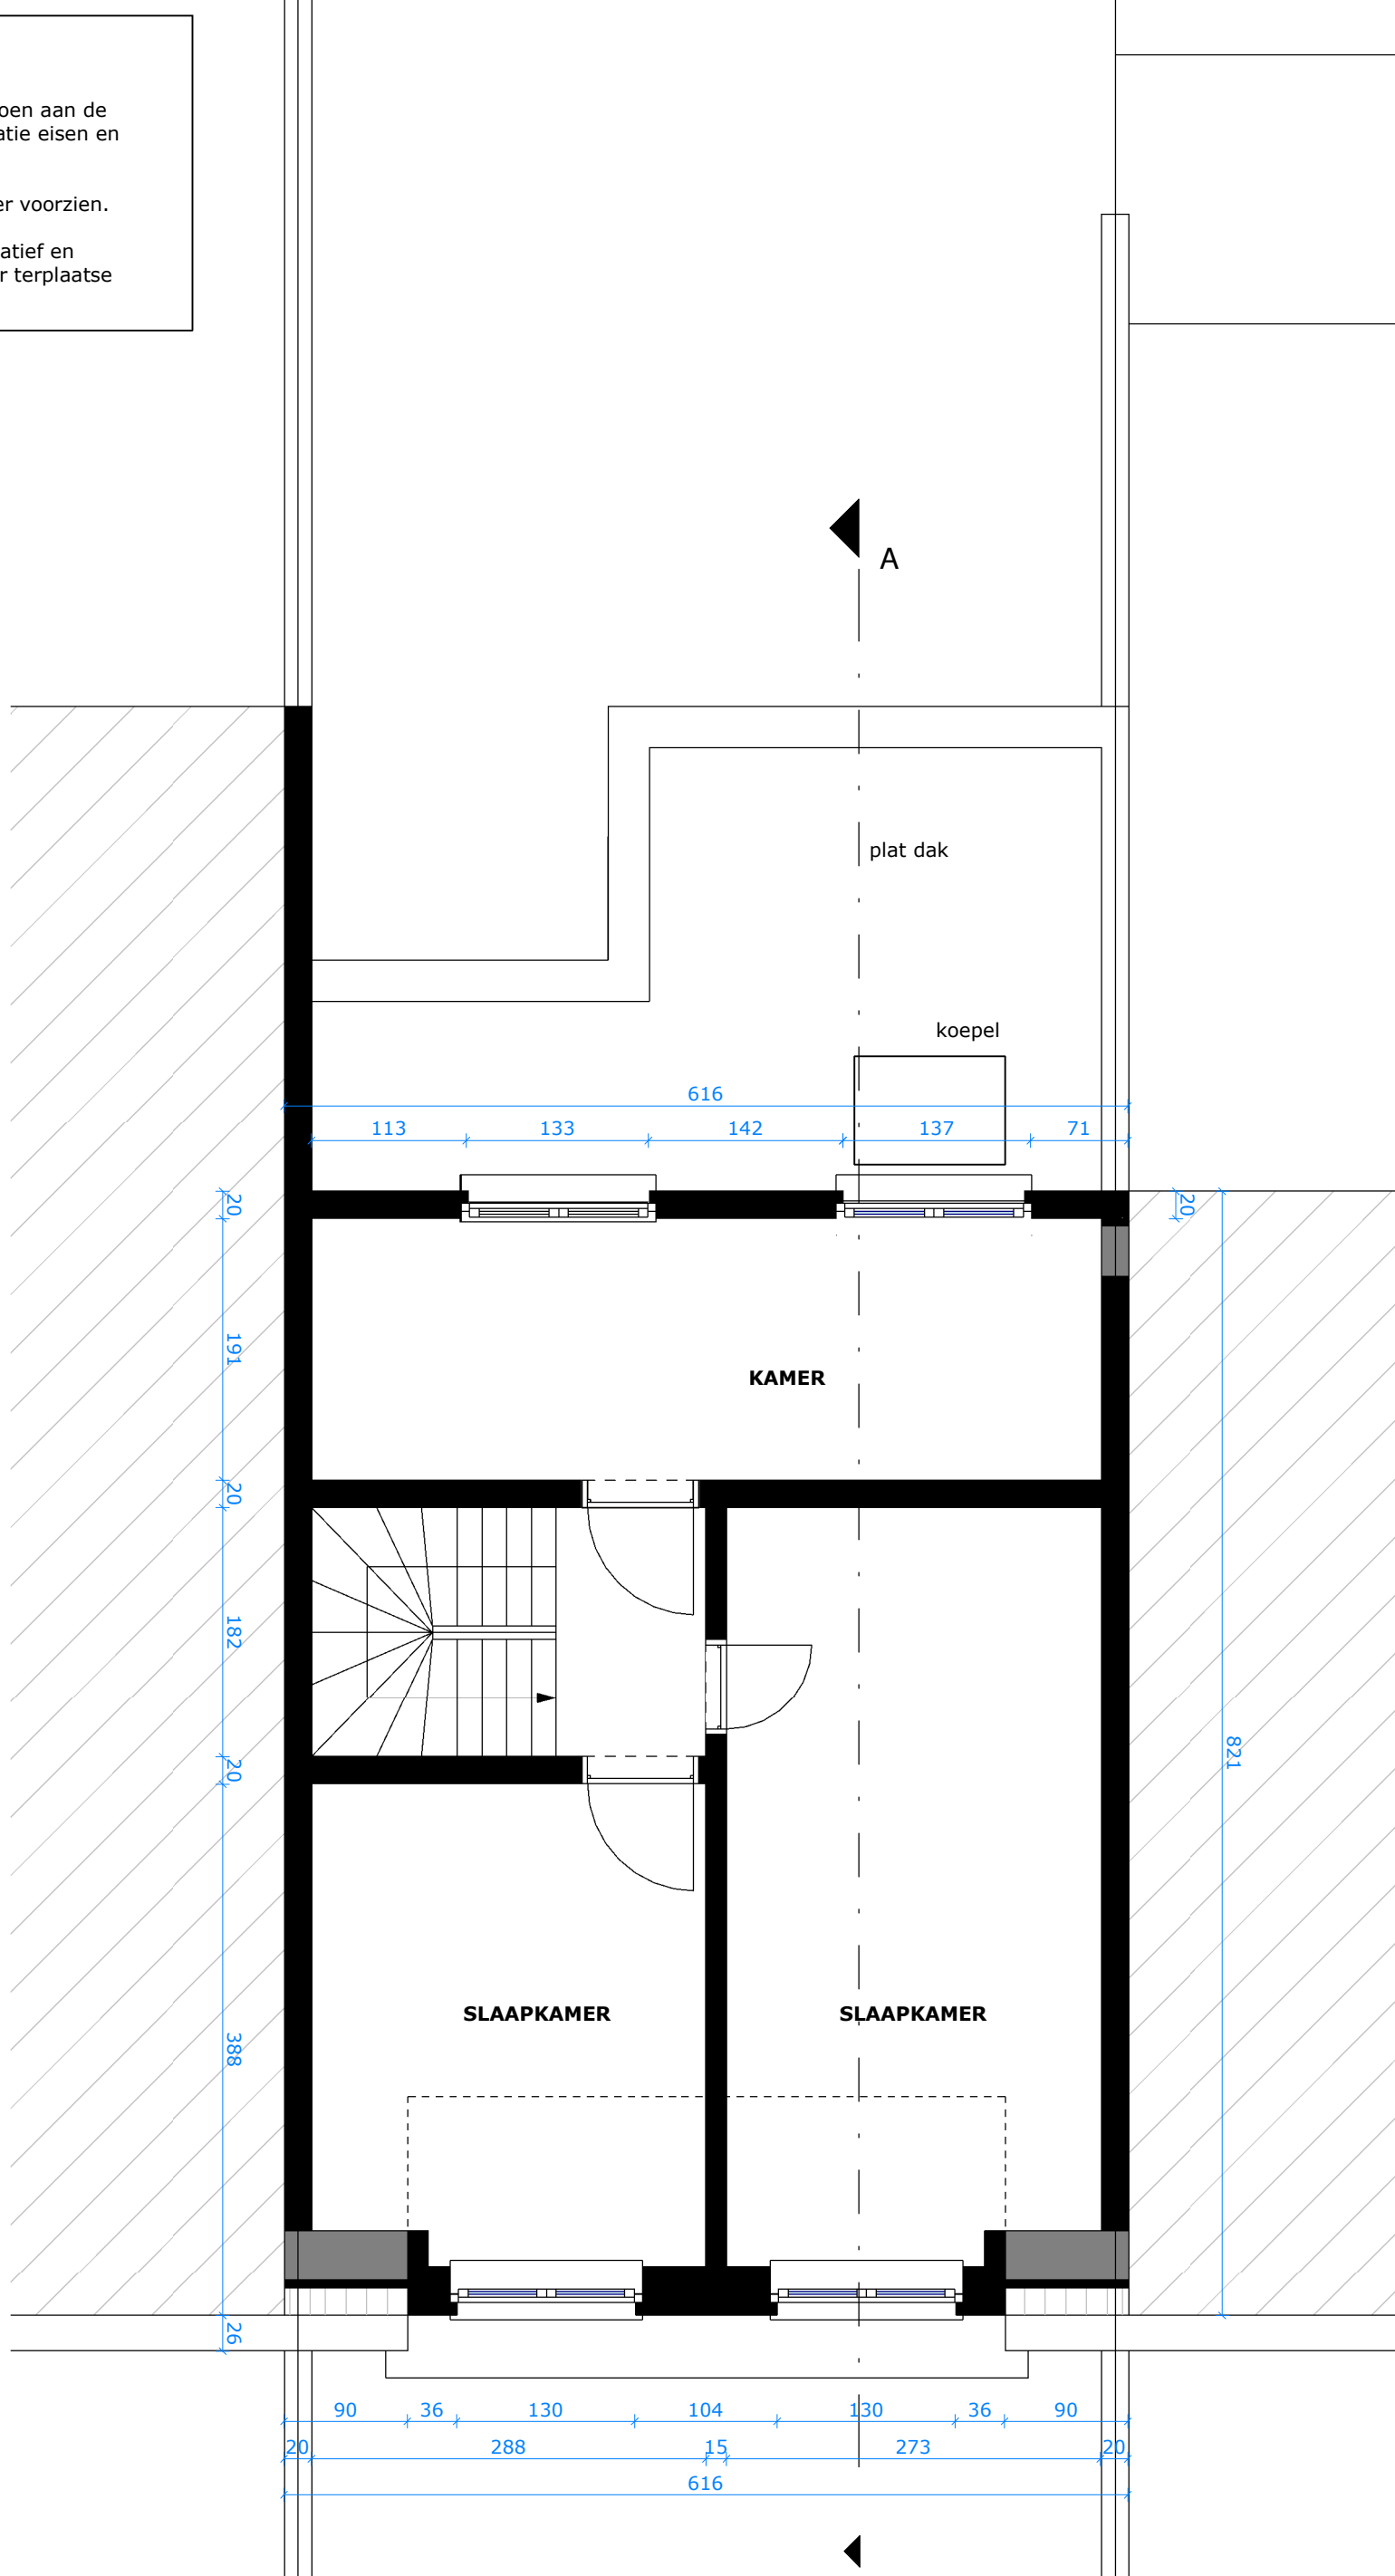 oen aan de
atie eisen en
er voorzien.
atief en
r terplaatse
A
plat dak
koepel
616
113 133 142 137 71
20
20
191
KAMER
20
182
20
821
SLAAPKAMER SLAAPKAMER
388
26
90 36 130 104 130 36 90
20 288 15 273 20
616